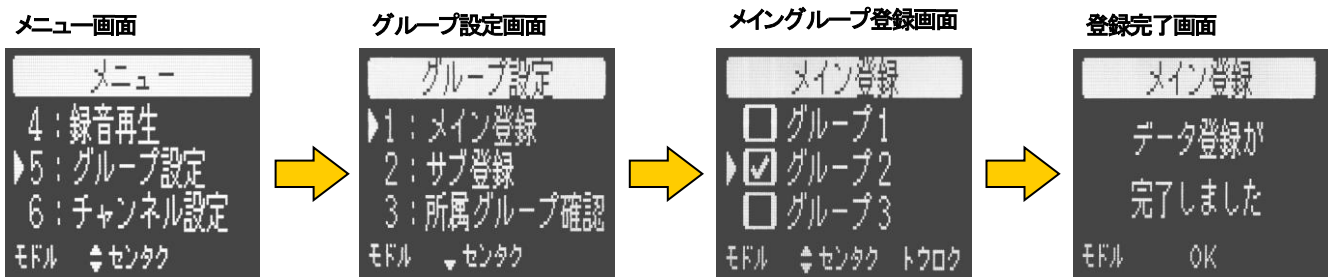 メニュー画面
メニュー
4：録音再生
5：グループ設定
6：チャンネル設定
モドル センタク
グループ設定画面
グループ設定
1：メイン登録
2：サブ登録
3：所属グループ確認
モドル センタク
メイングループ登録画面
メイン登録
グループ1
グループ2
グループ3
モドル センタク トウロク
登録完了画面
メイン登録
データ登録が
完了しました
モドル OK